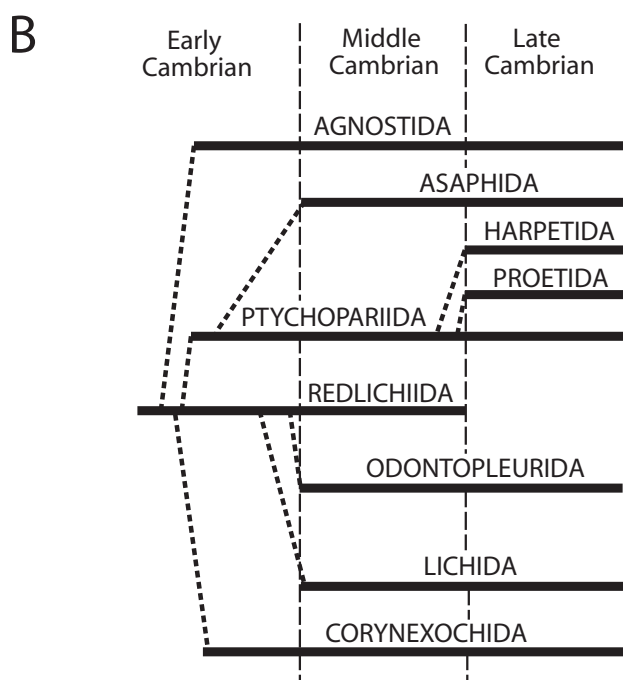 B
Early
Cambrian
Middle
Cambrian
Late
Cambrian
AGNOSTIDA
ASAPHIDA
HARPETIDA
PROETIDA
PTYCHOPARIIDA
REDLICHIIDA
ODONTOPLEURIDA
LICHIDA
CORYNEXOCHIDA